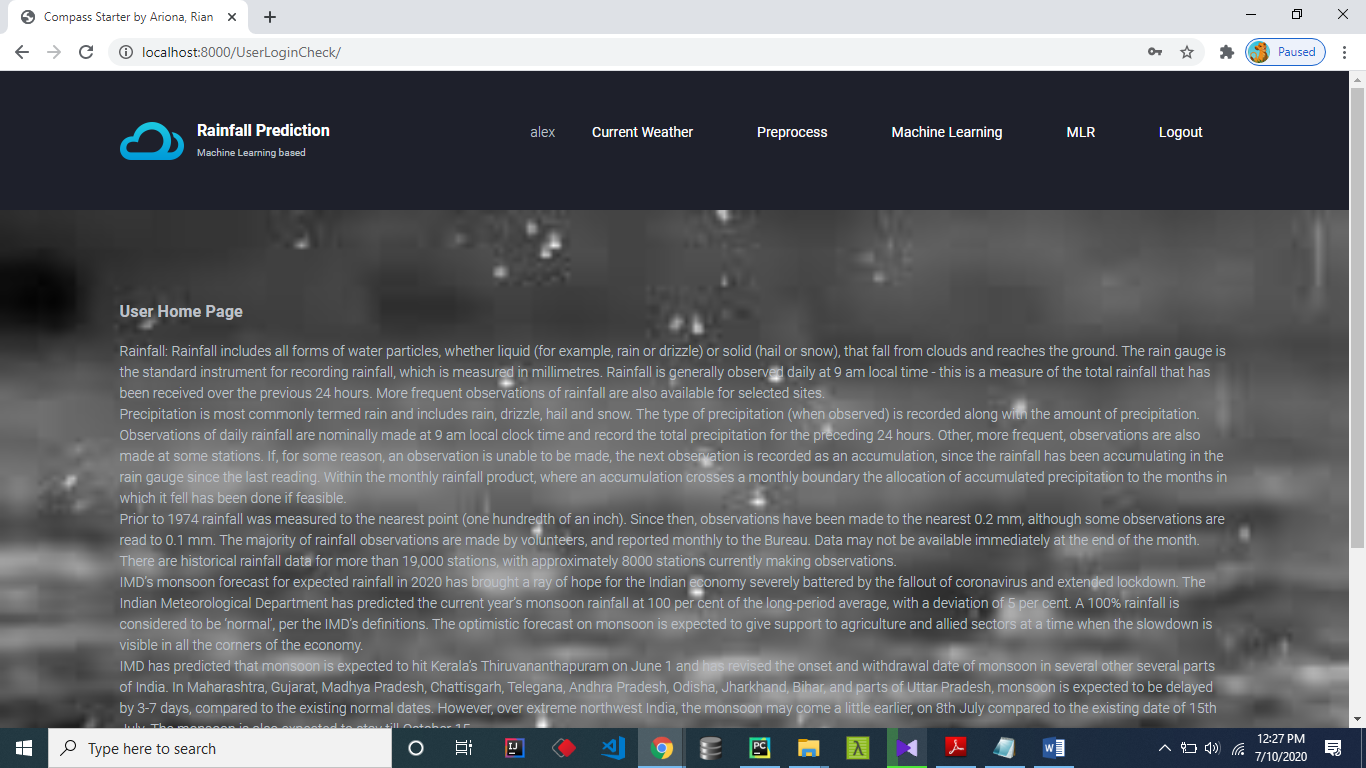 Compass Starter by Ariona, Rian
localhost:8000/UserLoginCheck/
Paused
Rainfall Prediction
Machine Learning based
alex Current Weather Preprocess Machine Learning MLR Logout
User Home Page
Rainfall: Rainfall includes all forms of water particles, whether liquid (for example, rain or drizzle) or solid (hail or snow), that fall from clouds and reaches the ground. The rain gauge is
the standard instrument for recording rainfall, which is measured in millimetres. Rainfall is generally observed daily at 9 am local time - this is a measure of the total rainfall that has
been received over the previous 24 hours. More frequent observations of rainfall are also available for selected sites.
Precipitation is most commonly termed rain and includes rain, drizzle, hail and snow. The type of precipitation (when observed) is recorded along with the amount of precipitation.
Observations of daily rainfall are nominally made at 9 am local clock time and record the total precipitation for the preceding 24 hours. Other, more frequent, observations are also
made at some stations. If, for some reason, an observation is unable to be made, the next observation is recorded as an accumulation, since the rainfall has been accumulating in the
rain gauge since the last reading. Within the monthly rainfall product, where an accumulation crosses a monthly boundary the allocation of accumulated precipitation to the months in
which it fell has been done if feasible.
Prior to 1974 rainfall was measured to the nearest point (one hundredth of an inch). Since then, observations have been made to the nearest 0.2 mm, although some observations are
read to 0.1 mm. The majority of rainfall observations are made by volunteers, and reported monthly to the Bureau. Data may not be available immediately at the end of the month.
There are historical rainfall data for more than 19,000 stations, with approximately 8000 stations currently making observations.
IMD's monsoon forecast for expected rainfall in 2020 has brought a ray of hope for the Indian economy severely battered by the fallout of coronavirus and extended lockdown. The
Indian Meteorological Department has predicted the current year's monsoon rainfall at 100 per cent of the long-period average, with a deviation of 5 per cent. A 100% rainfall is
considered to be 'normal', per the IMD's definitions. The optimistic forecast on monsoon is expected to give support to agriculture and allied sectors at a time when the slowdown is
visible in all the corners of the economy.
IMD has predicted that monsoon is expected to hit Kerala's Thiruvananthapuram on June 1 and has revised the onset and withdrawal date of monsoon in several other several parts
of India. In Maharashtra, Gujarat, Madhya Pradesh, Chattisgarh, Telegana, Andhra Pradesh, Odisha, Jharkhand, Bihar, and parts of Uttar Pradesh, monsoon is expected to be delayed
by 3-7 days, compared to the existing normal dates. However, over extreme northwest India, the monsoon may come a little earlier, on 8th July compared to the existing date of 15th
July. The monsoon is also expected to stay till October 15
Type here to search
IJ
PC
W
12:27 PM
7/10/2020